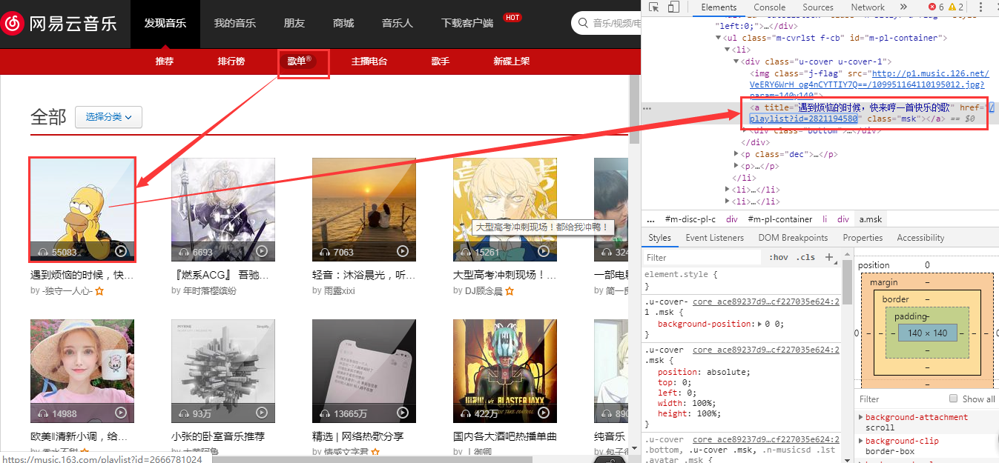 网易云音乐
发现音乐
我的音乐
朋友
商城
音乐人
下载客户端
HOT
音乐/视频/电
推荐
排行榜
歌单®
主播电台
歌手
新碟上架
全部
选择分类
55083
6693
7063
15261
324
大型高考冲刺现场！都给我冲鸭！
遇到烦恼的时候，快...
『燃系ACG』 吾驰...
轻音：沐浴晨光，听...
大型高考冲刺现场！...
一部电影
by -独守一人心-
by 年时落樱缤纷
by 雨露xixi
by DJ顾念晨
by 简一良
MYRNE
Simplify.
BLASTERJAXX
14988
93万
13665万
422万
890
欧美‖清新小调，给...
小张的卧室音乐推荐
精选 | 网络热歌分享
国内各大酒吧热播单曲
纯音乐
by 情感文字君
by 丨御卿
by 包子很
https://music.163.com/playlist?id=2666781024
Elements
Console
Sources
Network
»
6
2
"left:0;">…</div>
<ul class="m-cvrlst f-cb" id="m-pl-container">
<li>
<div class="u-cover u-cover-1">
<img class="j-flag" src="http://p1.music.126.net/
VeERY6WrH_og4nCYTTIY7Q==/109951164110195012.jpg?
param=140y140">
<a title="遇到烦恼的时候，快来哼一首快乐的歌" href="/
playlist?id=2821194580" class="msk"></a> == $0
<div class="bottom">…</div>
</div>
<p class="dec">…</p>
<p>…</p>
</li>
<li>…</li>
<li>…</li>
...
#m-disc-pl-c
div
#m-pl-container
li
div
a.msk
Styles
Event Listeners
DOM Breakpoints
Properties
Accessibility
Filter
:hov
.cls
+
element.style {
}
.u-cover- core_ace89237d9…cf227035e624:2
1 .msk {
background-position: 0 0;
}
.u-cover core_ace89237d9…cf227035e624:2
.msk {
position: absolute;
top: 0;
left: 0;
width: 100%;
height: 100%;
}
.u-cover core_ace89237d9…cf227035e624:2
.bottom, .u-cover .msk, .n-musicsd .lst
.avatar .msk {
position
0
margin
–
border
–
padding
–
0
–
–
–
140 × 140
–
–
–
0
–
–
–
Filter
Show all
background-attachment
scroll
background-clip
border-box